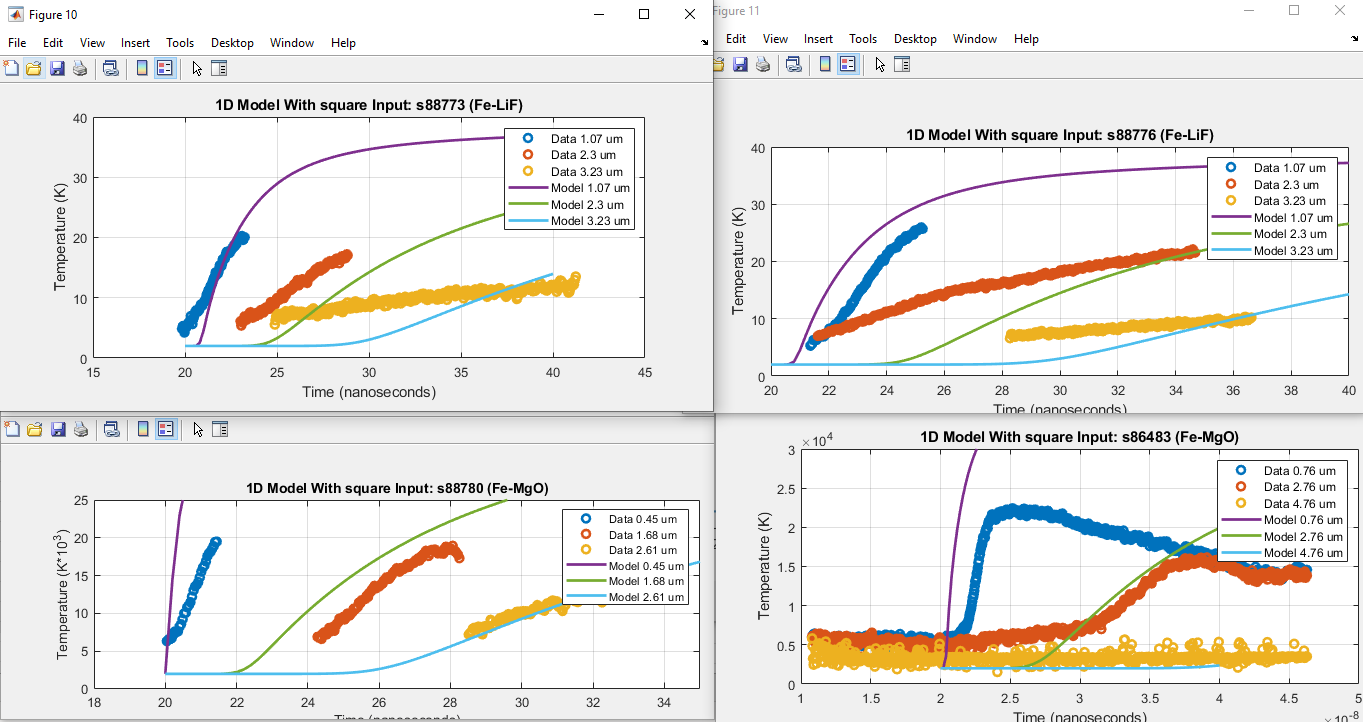 Figure 10
File Edit View Insert Tools Desktop Window Help
1D Model With square Input: s88773 (Fe-LiF)
40
30
20
10
0
Temperature (K)
15 20 25 30 35 40 45
Time (nanoseconds)
Data 1.07 um
Data 2.3 um
Data 3.23 um
Model 1.07 um
Model 2.3 um
Model 3.23 um
Figure 11
Edit View Insert Tools Desktop Window Help
1D Model With square Input: s88776 (Fe-LiF)
40
30
20
10
0
Temperature (K)
20 22 24 26 28 30 32 34 36 38 40
Time (nanoseconds)
Data 1.07 um
Data 2.3 um
Data 3.23 um
Model 1.07 um
Model 2.3 um
Model 3.23 um
1D Model With square Input: s88780 (Fe-MgO)
25
20
15
10
5
0
Temperature (K*10³)
18 20 22 24 26 28 30 32 34
Time (nanoseconds)
Data 0.45 um
Data 1.68 um
Data 2.61 um
Model 0.45 um
Model 1.68 um
Model 2.61 um
1D Model With square Input: s86483 (Fe-MgO)
×10⁴
3
2.5
2
1.5
1
0.5
0
Temperature (K)
1 1.5 2 2.5 3 3.5 4 4.5 5
Time (nanoseconds)
×10⁻⁸
Data 0.76 um
Data 2.76 um
Data 4.76 um
Model 0.76 um
Model 2.76 um
Model 4.76 um